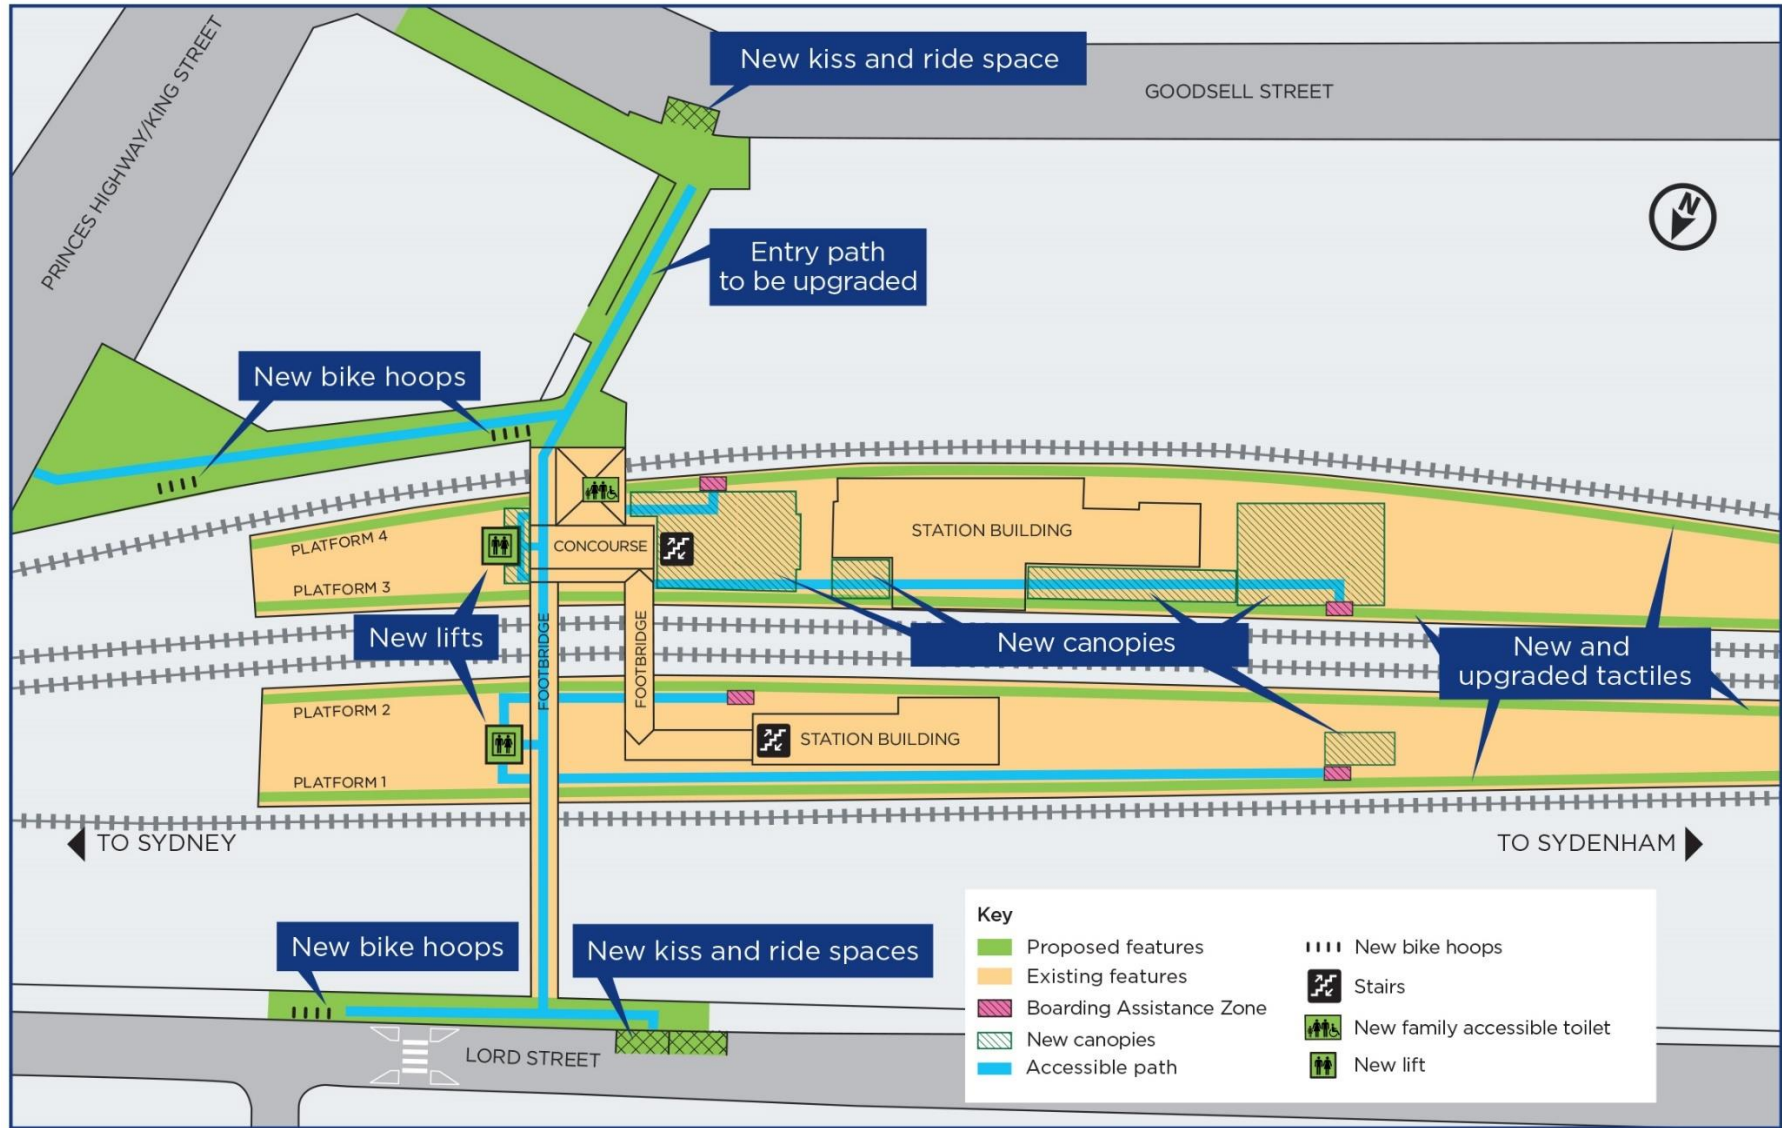 New kiss and ride space
GOODSELL STREET
PRINCES HIGHWAY/KING STREET
N
Entry path
to be upgraded
New bike hoops
STATION BUILDING
CONCOURSE
PLATFORM 4
PLATFORM 3
New lifts
FOOTBRIDGE
FOOTBRIDGE
New canopies
New and
upgraded tactiles
PLATFORM 2
STATION BUILDING
PLATFORM 1
TO SYDNEY
TO SYDENHAM
New bike hoops
New kiss and ride spaces
LORD STREET
Key
Proposed features
Existing features
Boarding Assistance Zone
New canopies
Accessible path
New bike hoops
Stairs
New family accessible toilet
New lift